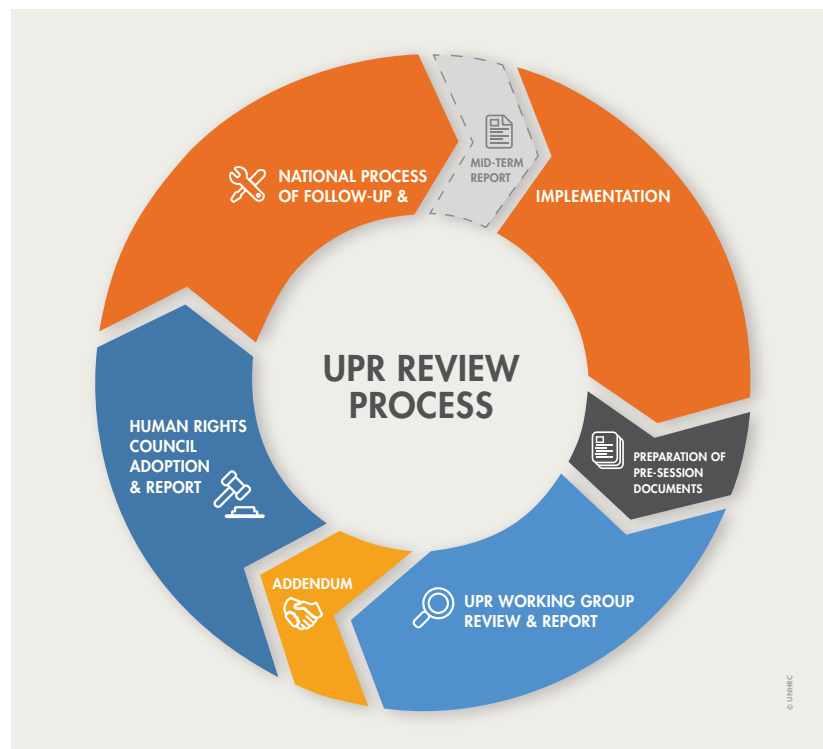 UPR REVIEW
PROCESS
NATIONAL PROCESS
OF FOLLOW-UP &
MID-TERM
REPORT
IMPLEMENTATION
PREPARATION OF
PRE-SESSION
DOCUMENTS
UPR WORKING GROUP
REVIEW & REPORT
ADDENDUM
HUMAN RIGHTS
COUNCIL
ADOPTION
& REPORT
© UNHRC